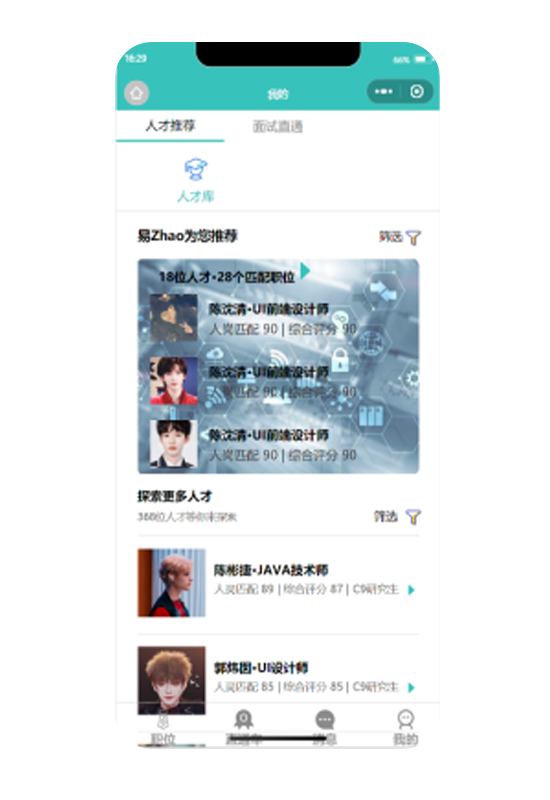 16:29
66%
我的
人才推荐
面试直通
人才库
易Zhao为您推荐
筛选
18位人才•28个匹配职位
陈沈清•UI前端设计师
人岗匹配 90 | 综合评分 90
陈沈清•UI前端设计师
人岗匹配 90 | 综合评分 90
陈沈清•UI前端设计师
人岗匹配 90 | 综合评分 90
探索更多人才
368位人才等你来探索
筛选
陈彬捷•JAVA技术师
人岗匹配 89 | 综合评分 87 | C9研究生
郭炜囡•UI设计师
人岗匹配 85 | 综合评分 85 | C9研究生
职位
直通车
消息
我的